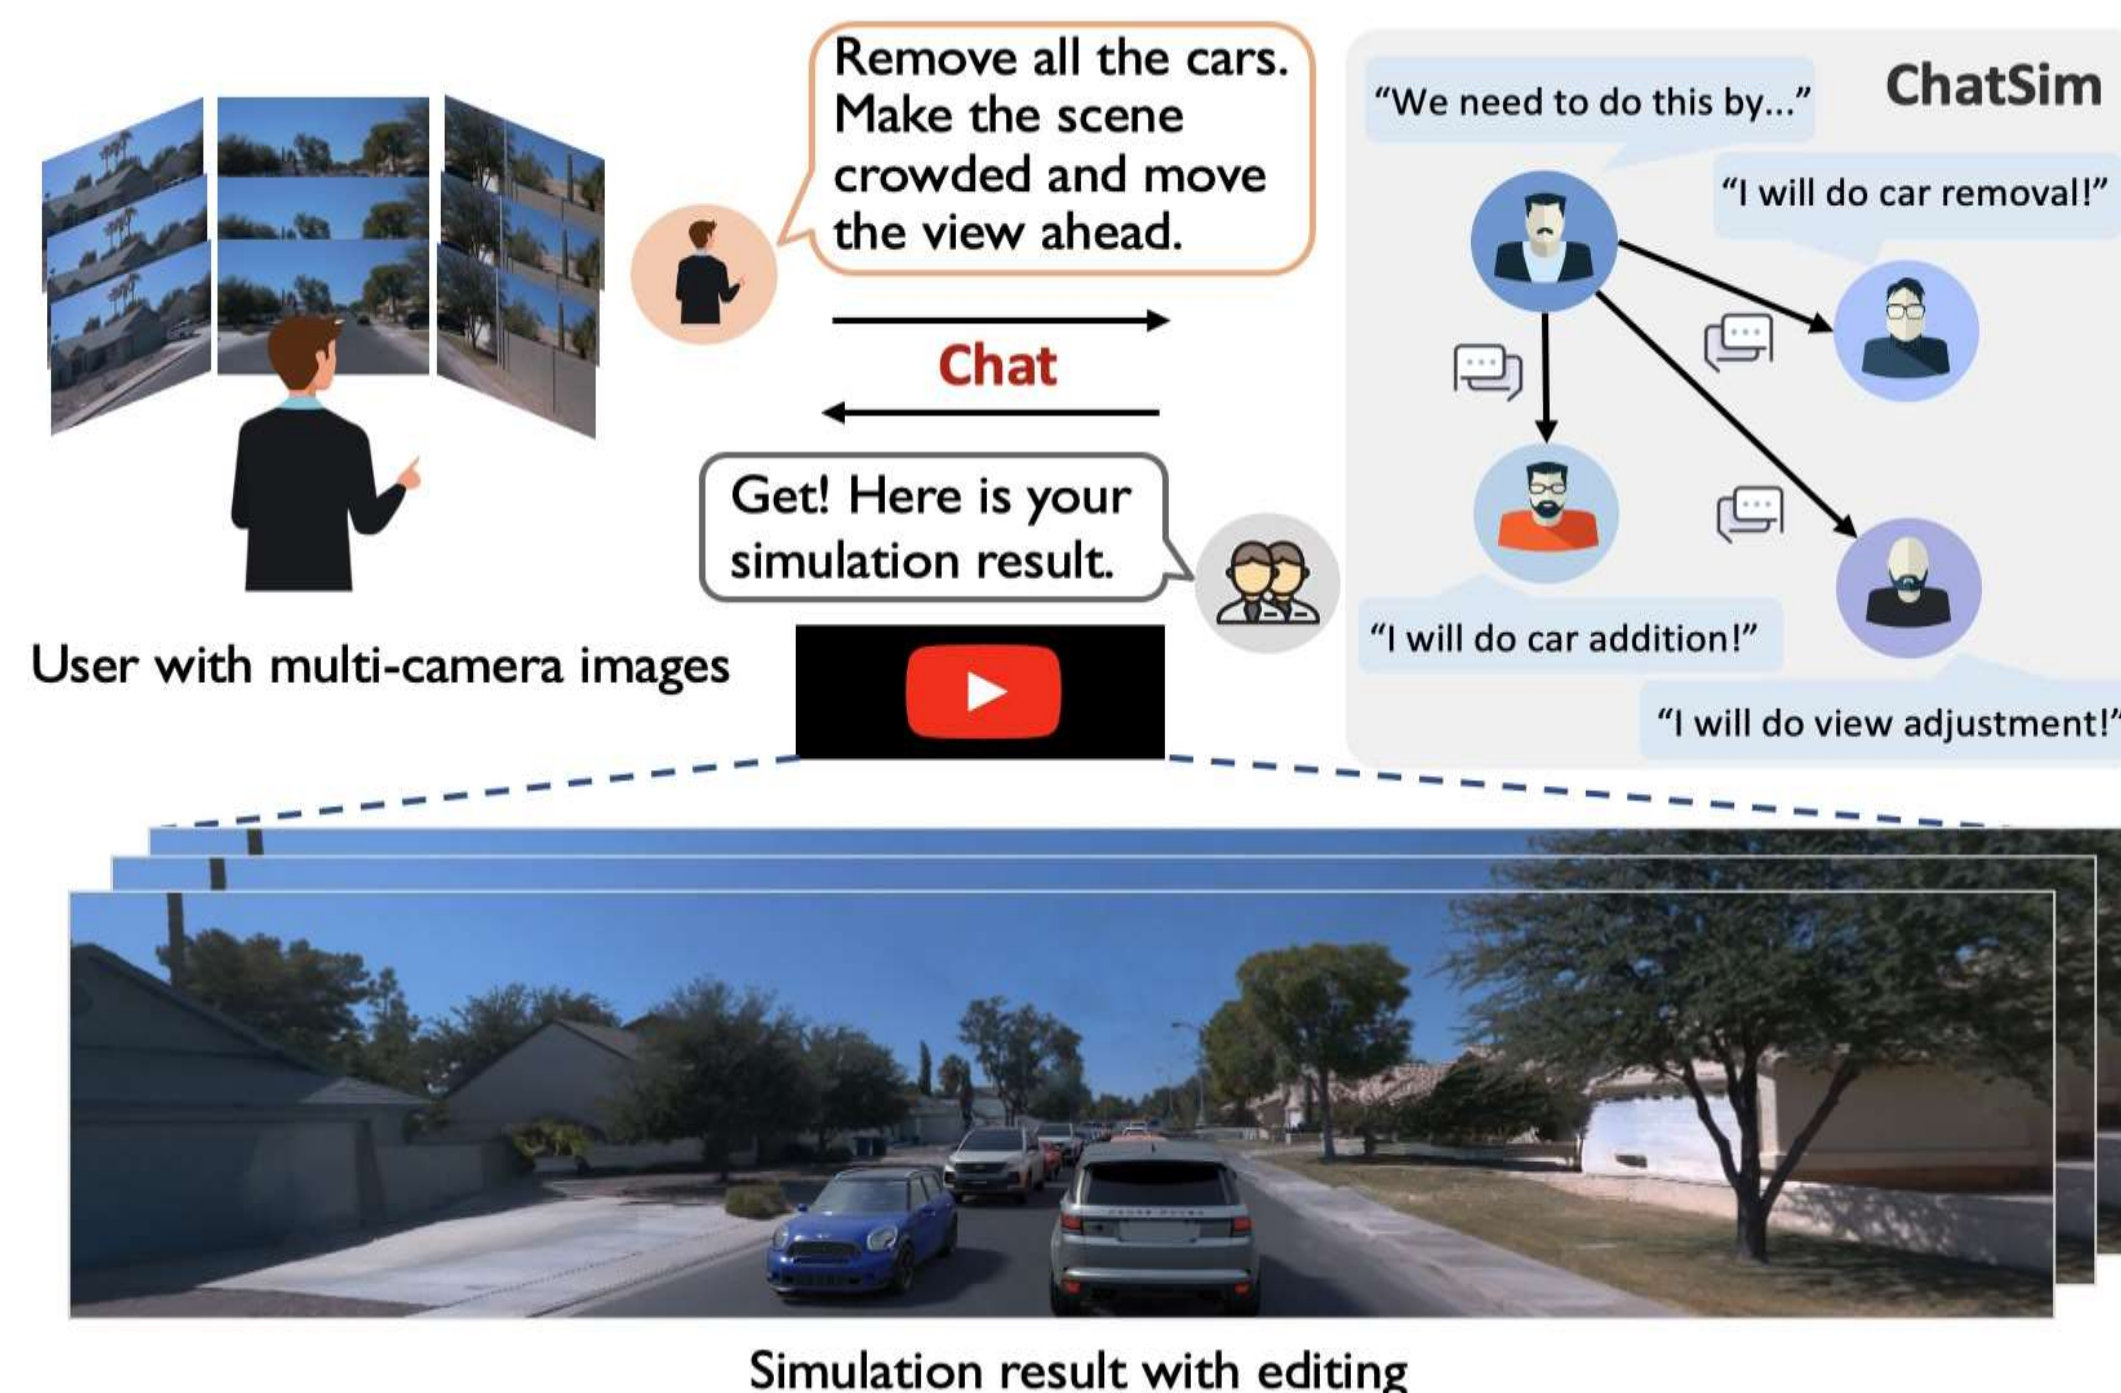 Remove all the cars.
Make the scene
crowded and move
the view ahead.
Chat
Get! Here is your
simulation result.
User with multi-camera images
ChatSim
“We need to do this by...”
“I will do car removal!”
“I will do car addition!”
“I will do view adjustment!”
Simulation result with editing